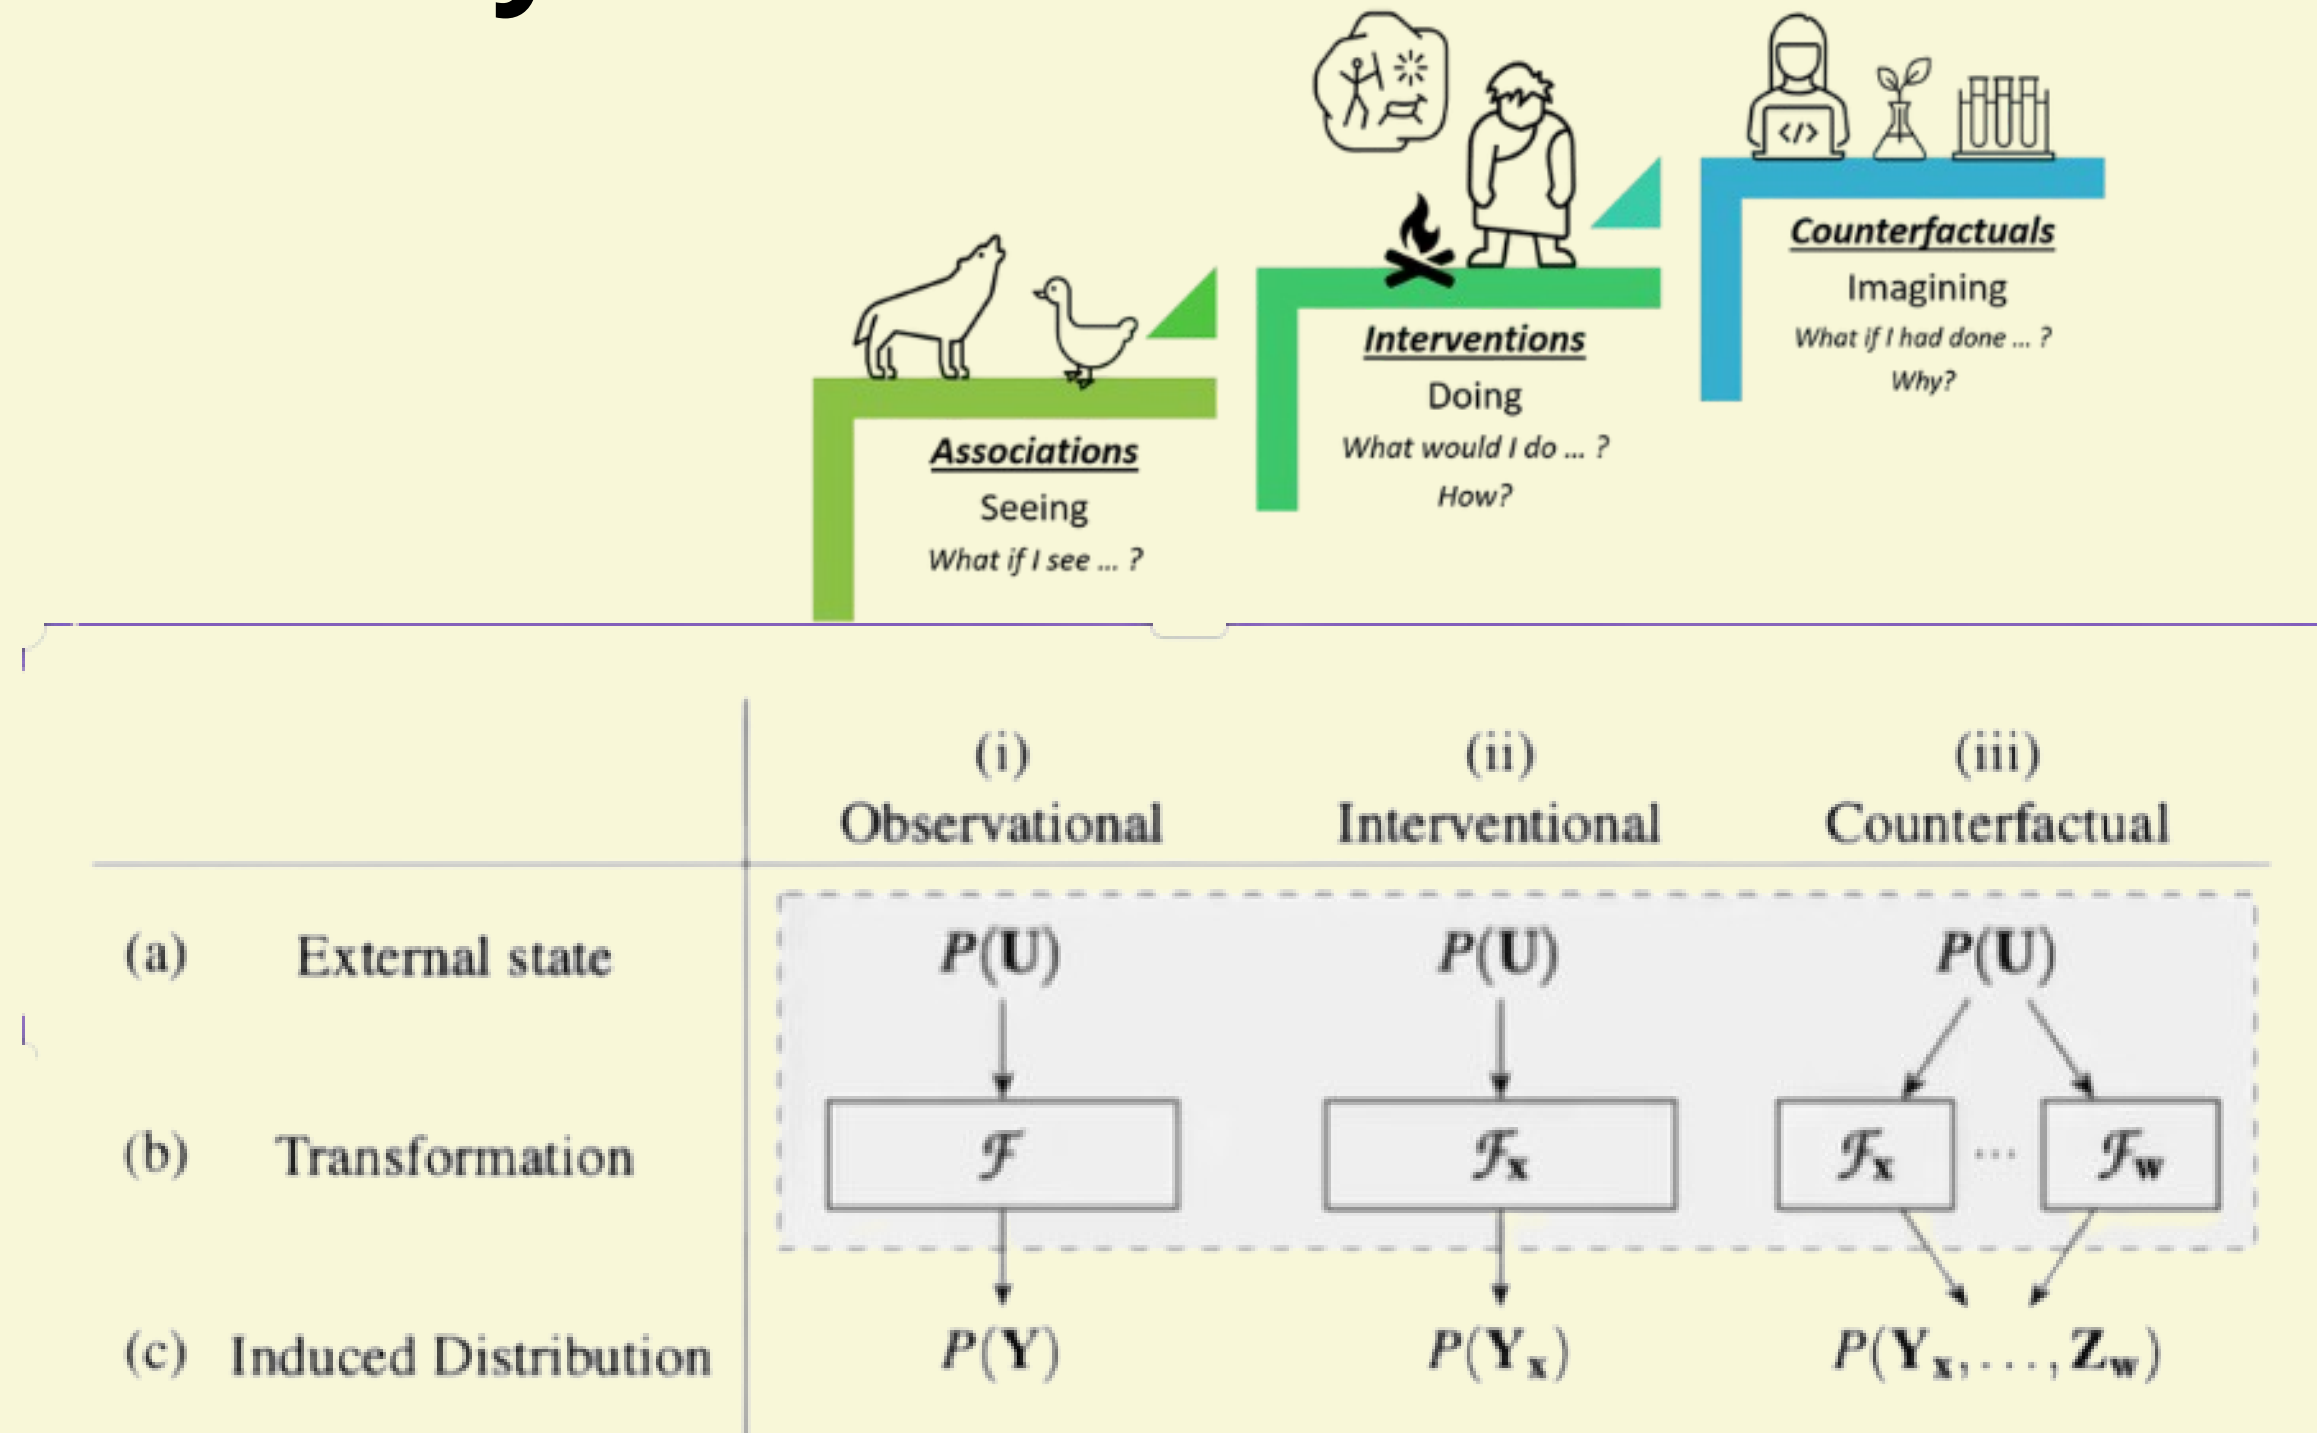 </>
Counterfactuals
Imagining
What if I had done ... ?
Why?
Interventions
Doing
What would I do ... ?
How?
Associations
Seeing
What if I see ... ?
(i) (ii) (iii)
Observational Interventional Counterfactual
(a) External state P(U) P(U) P(U)
(b) Transformation ℱ ℱx ℱx ... ℱw
(c) Induced Distribution P(Y) P(Yx) P(Yx, . . . , Zw)